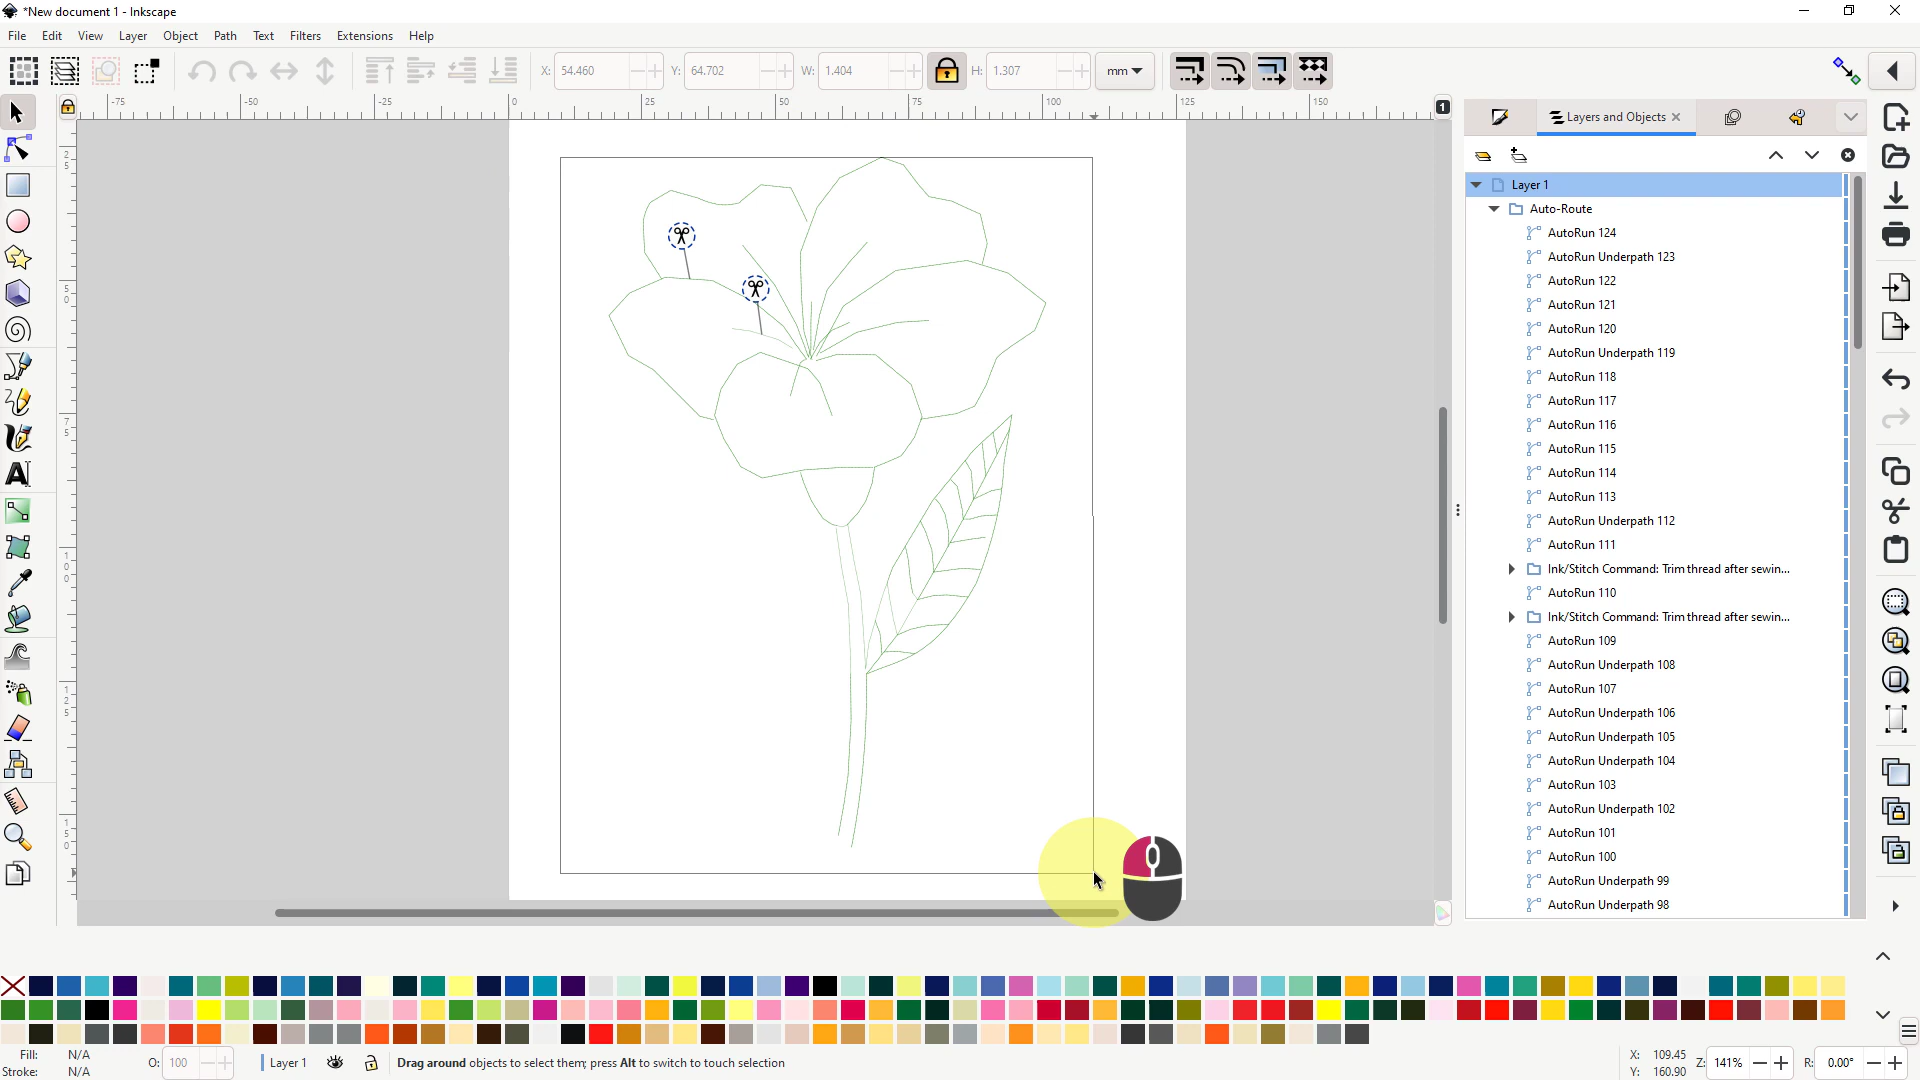 *New document 1 - Inkscape
File Edit View Layer Object Path Text Filters Extensions Help
X: 54.460 Y: 64.702 W: 1.404 H: 1.307 mm
-75 -50 -25 0 25 50 75 100 125 150
1
Layers and Objects
Layer 1
Auto-Route
AutoRun 124
AutoRun Underpath 123
AutoRun 122
AutoRun 121
AutoRun 120
AutoRun Underpath 119
AutoRun 118
AutoRun 117
AutoRun 116
AutoRun 115
AutoRun 114
AutoRun 113
AutoRun Underpath 112
AutoRun 111
Ink/Stitch Command: Trim thread after sewin...
AutoRun 110
Ink/Stitch Command: Trim thread after sewin...
AutoRun 109
AutoRun Underpath 108
AutoRun 107
AutoRun Underpath 106
AutoRun Underpath 105
AutoRun Underpath 104
AutoRun 103
AutoRun Underpath 102
AutoRun 101
AutoRun 100
AutoRun Underpath 99
AutoRun Underpath 98
25
50
75
100
125
150
Fill: N/A
Stroke: N/A
O: 100
Layer 1
Drag around objects to select them; press Alt to switch to touch selection
X: 109.45
Y: 160.90
Z: 141%
R: 0.00°